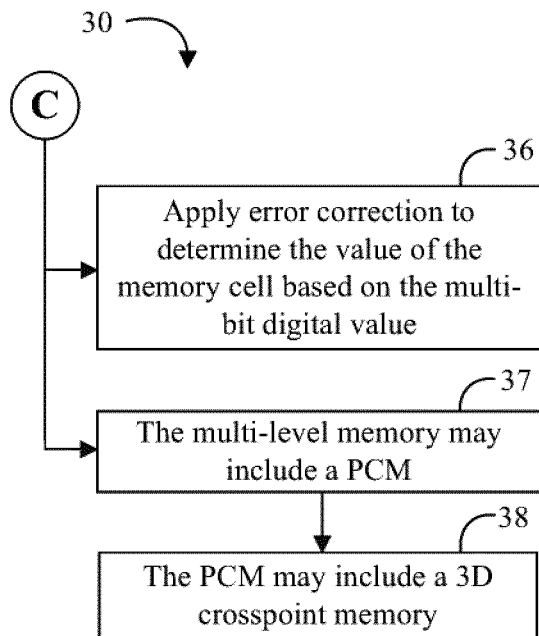 30
C
36
Apply error correction to
determine the value of the
memory cell based on the multi-
bit digital value
37
The multi-level memory may
include a PCM
38
The PCM may include a 3D
crosspoint memory